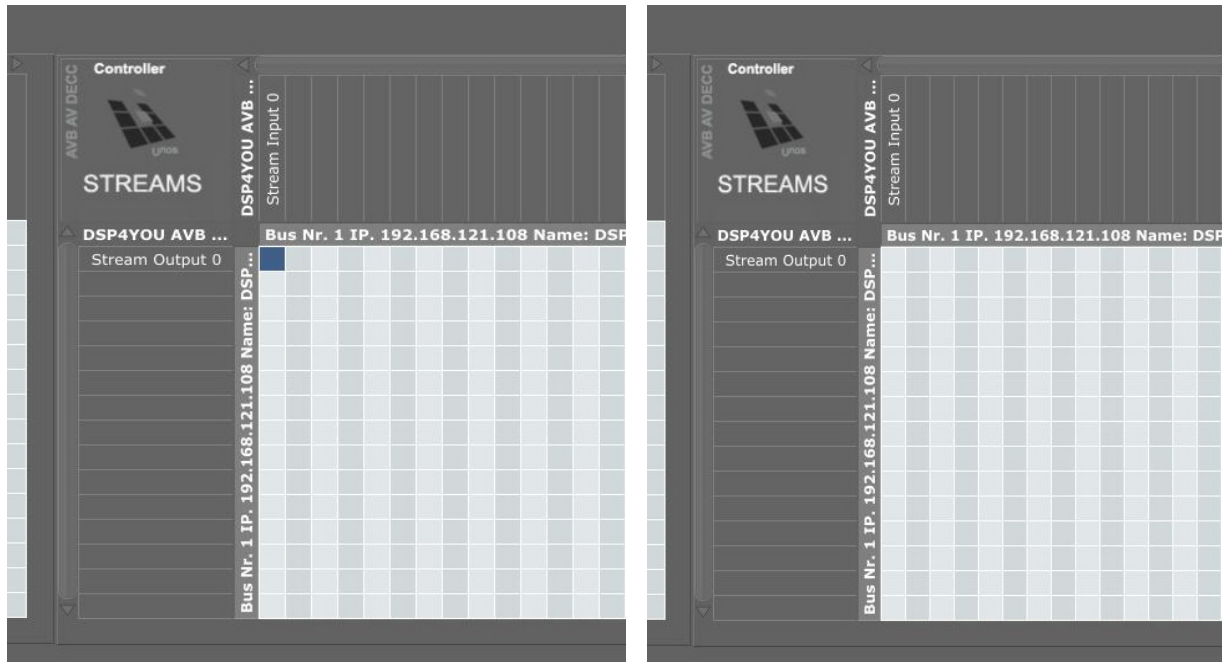 AVB AV DECC
Controller
Unos
STREAMS
DSP4YOU AVB ...
Stream Input 0
DSP4YOU AVB ...
Bus Nr. 1 IP. 192.168.121.108 Name: DSP
Stream Output 0
Bus Nr. 1 IP. 192.168.121.108 Name: DSP...
AVB AV DECC
Controller
Unos
STREAMS
DSP4YOU AVB ...
Stream Input 0
DSP4YOU AVB ...
Bus Nr. 1 IP. 192.168.121.108 Name: DSP
Stream Output 0
Bus Nr. 1 IP. 192.168.121.108 Name: DSP...